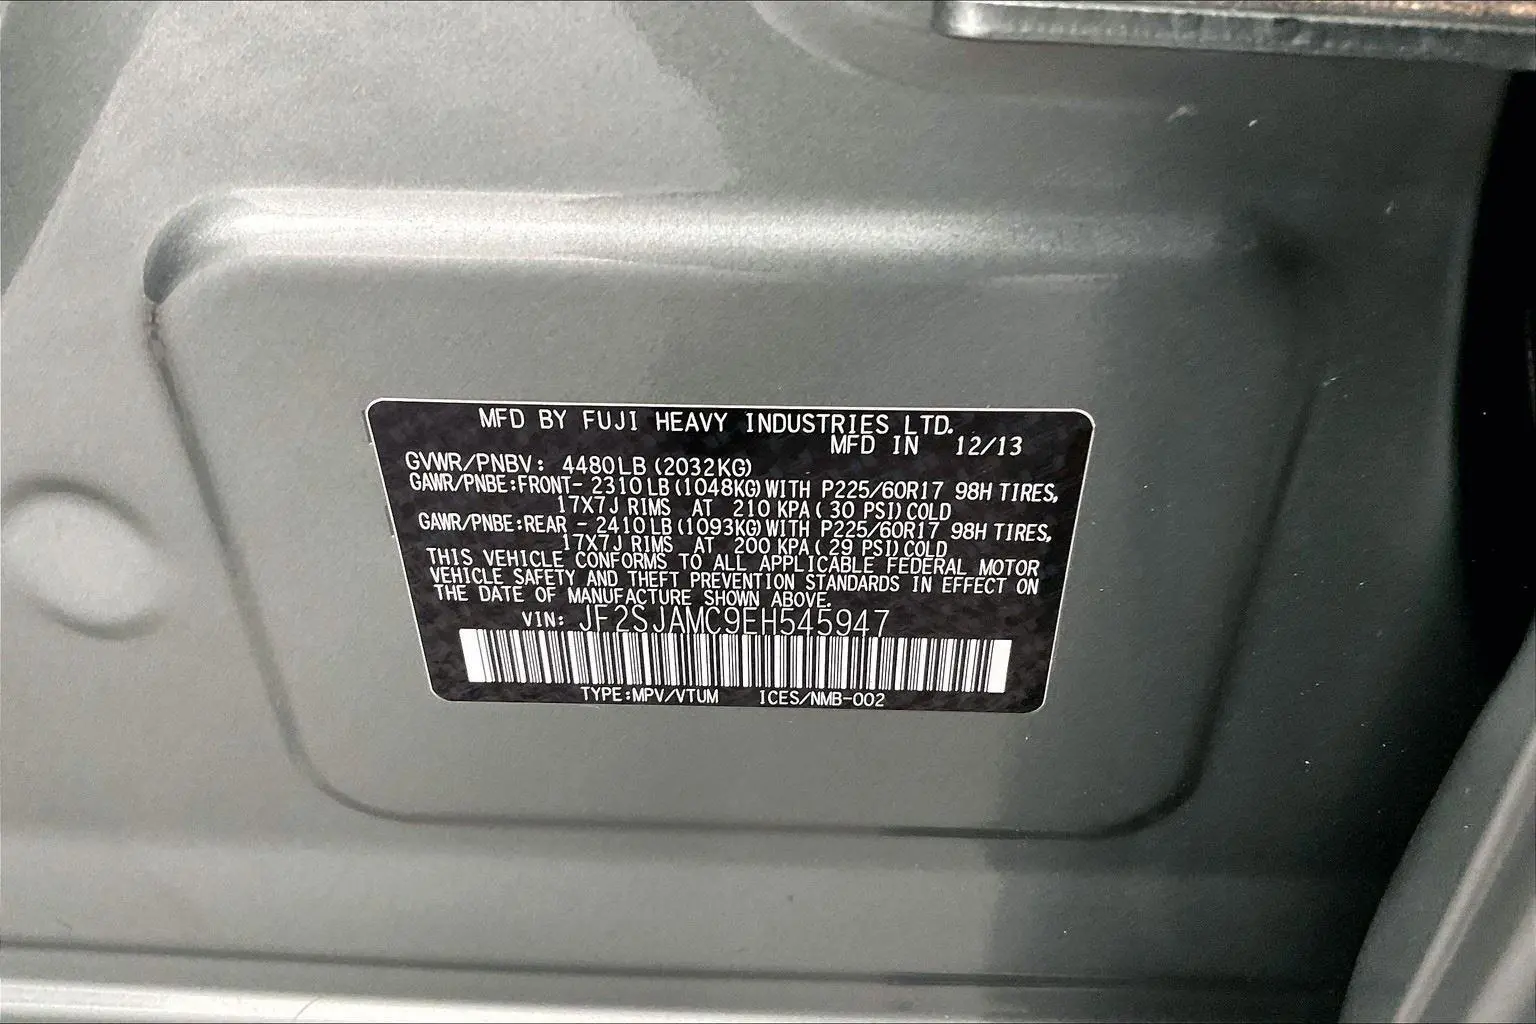 MFD BY FUJI HEAVY INDUSTRIES LTD.
MFD IN 12/13
GVWR/PNBV: 4480LB (2032KG)
GAWR/PNBE:FRONT- 2310LB (1048KG) WITH P225/60R17 98H TIRES,
17X7J RIMS AT 210 KPA ( 30 PSI) COLD
GAWR/PNBE:REAR - 2410LB (1093KG) WITH P225/60R17 98H TIRES,
17X7J RIMS AT 200 KPA ( 29 PSI) COLD
THIS VEHICLE CONFORMS TO ALL APPLICABLE FEDERAL MOTOR
VEHICLE SAFETY AND THEFT PREVENTION STANDARDS IN EFFECT ON
THE DATE OF MANUFACTURE SHOWN ABOVE.
VIN: JF2SJAMC9EH545947
TYPE:MPV/VTUM ICES/NMB-002